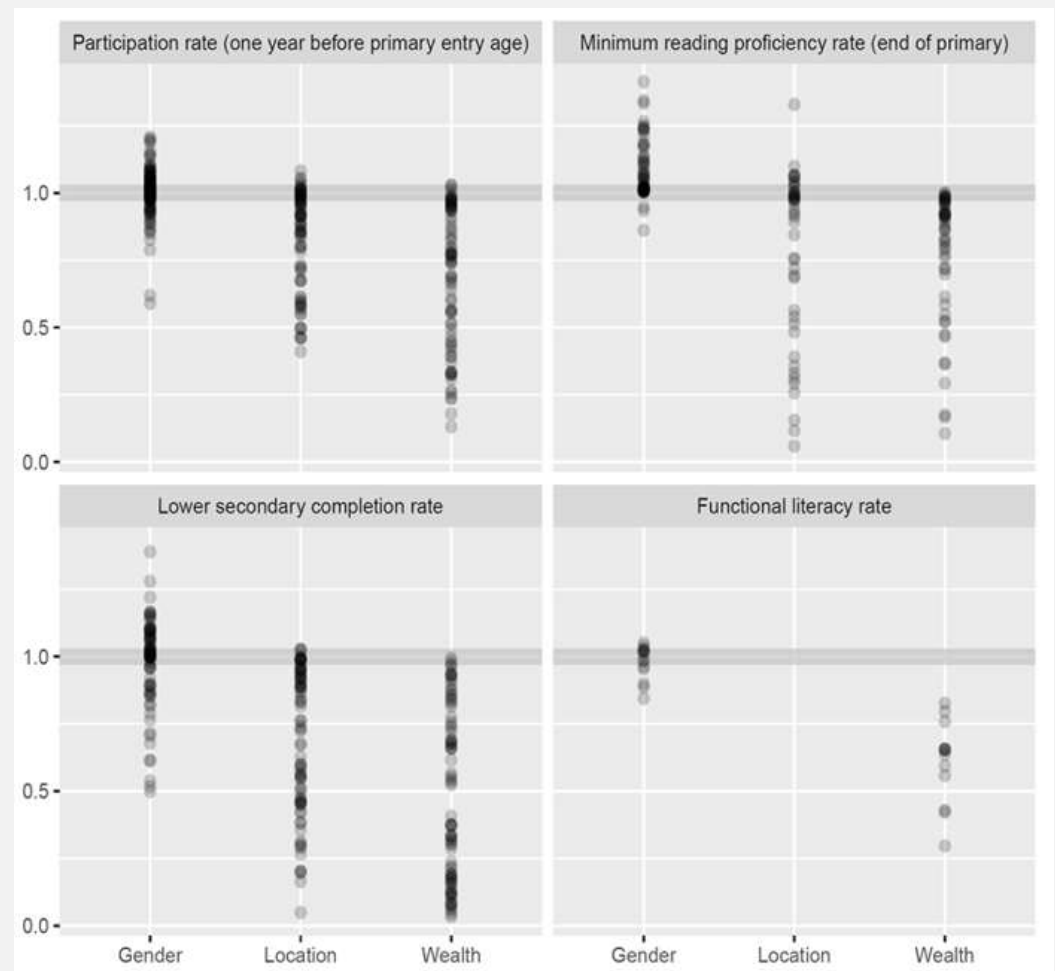 Participation rate (one year before primary entry age)
Minimum reading proficiency rate (end of primary)
1.0
0.5
0.0
Lower secondary completion rate
Functional literacy rate
1.0
0.5
0.0
Gender
Location
Wealth
Gender
Location
Wealth